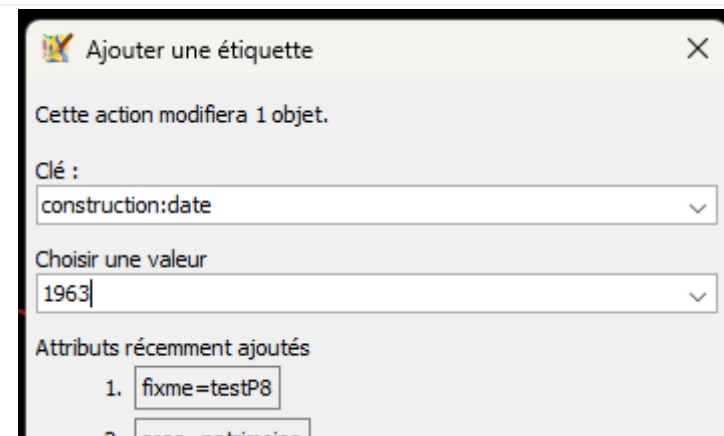 Ajouter une étiquette
Cette action modifiera 1 objet.
Clé :
construction:date
Choisir une valeur
1963
Attributs récemment ajoutés
1. fixme=testP8